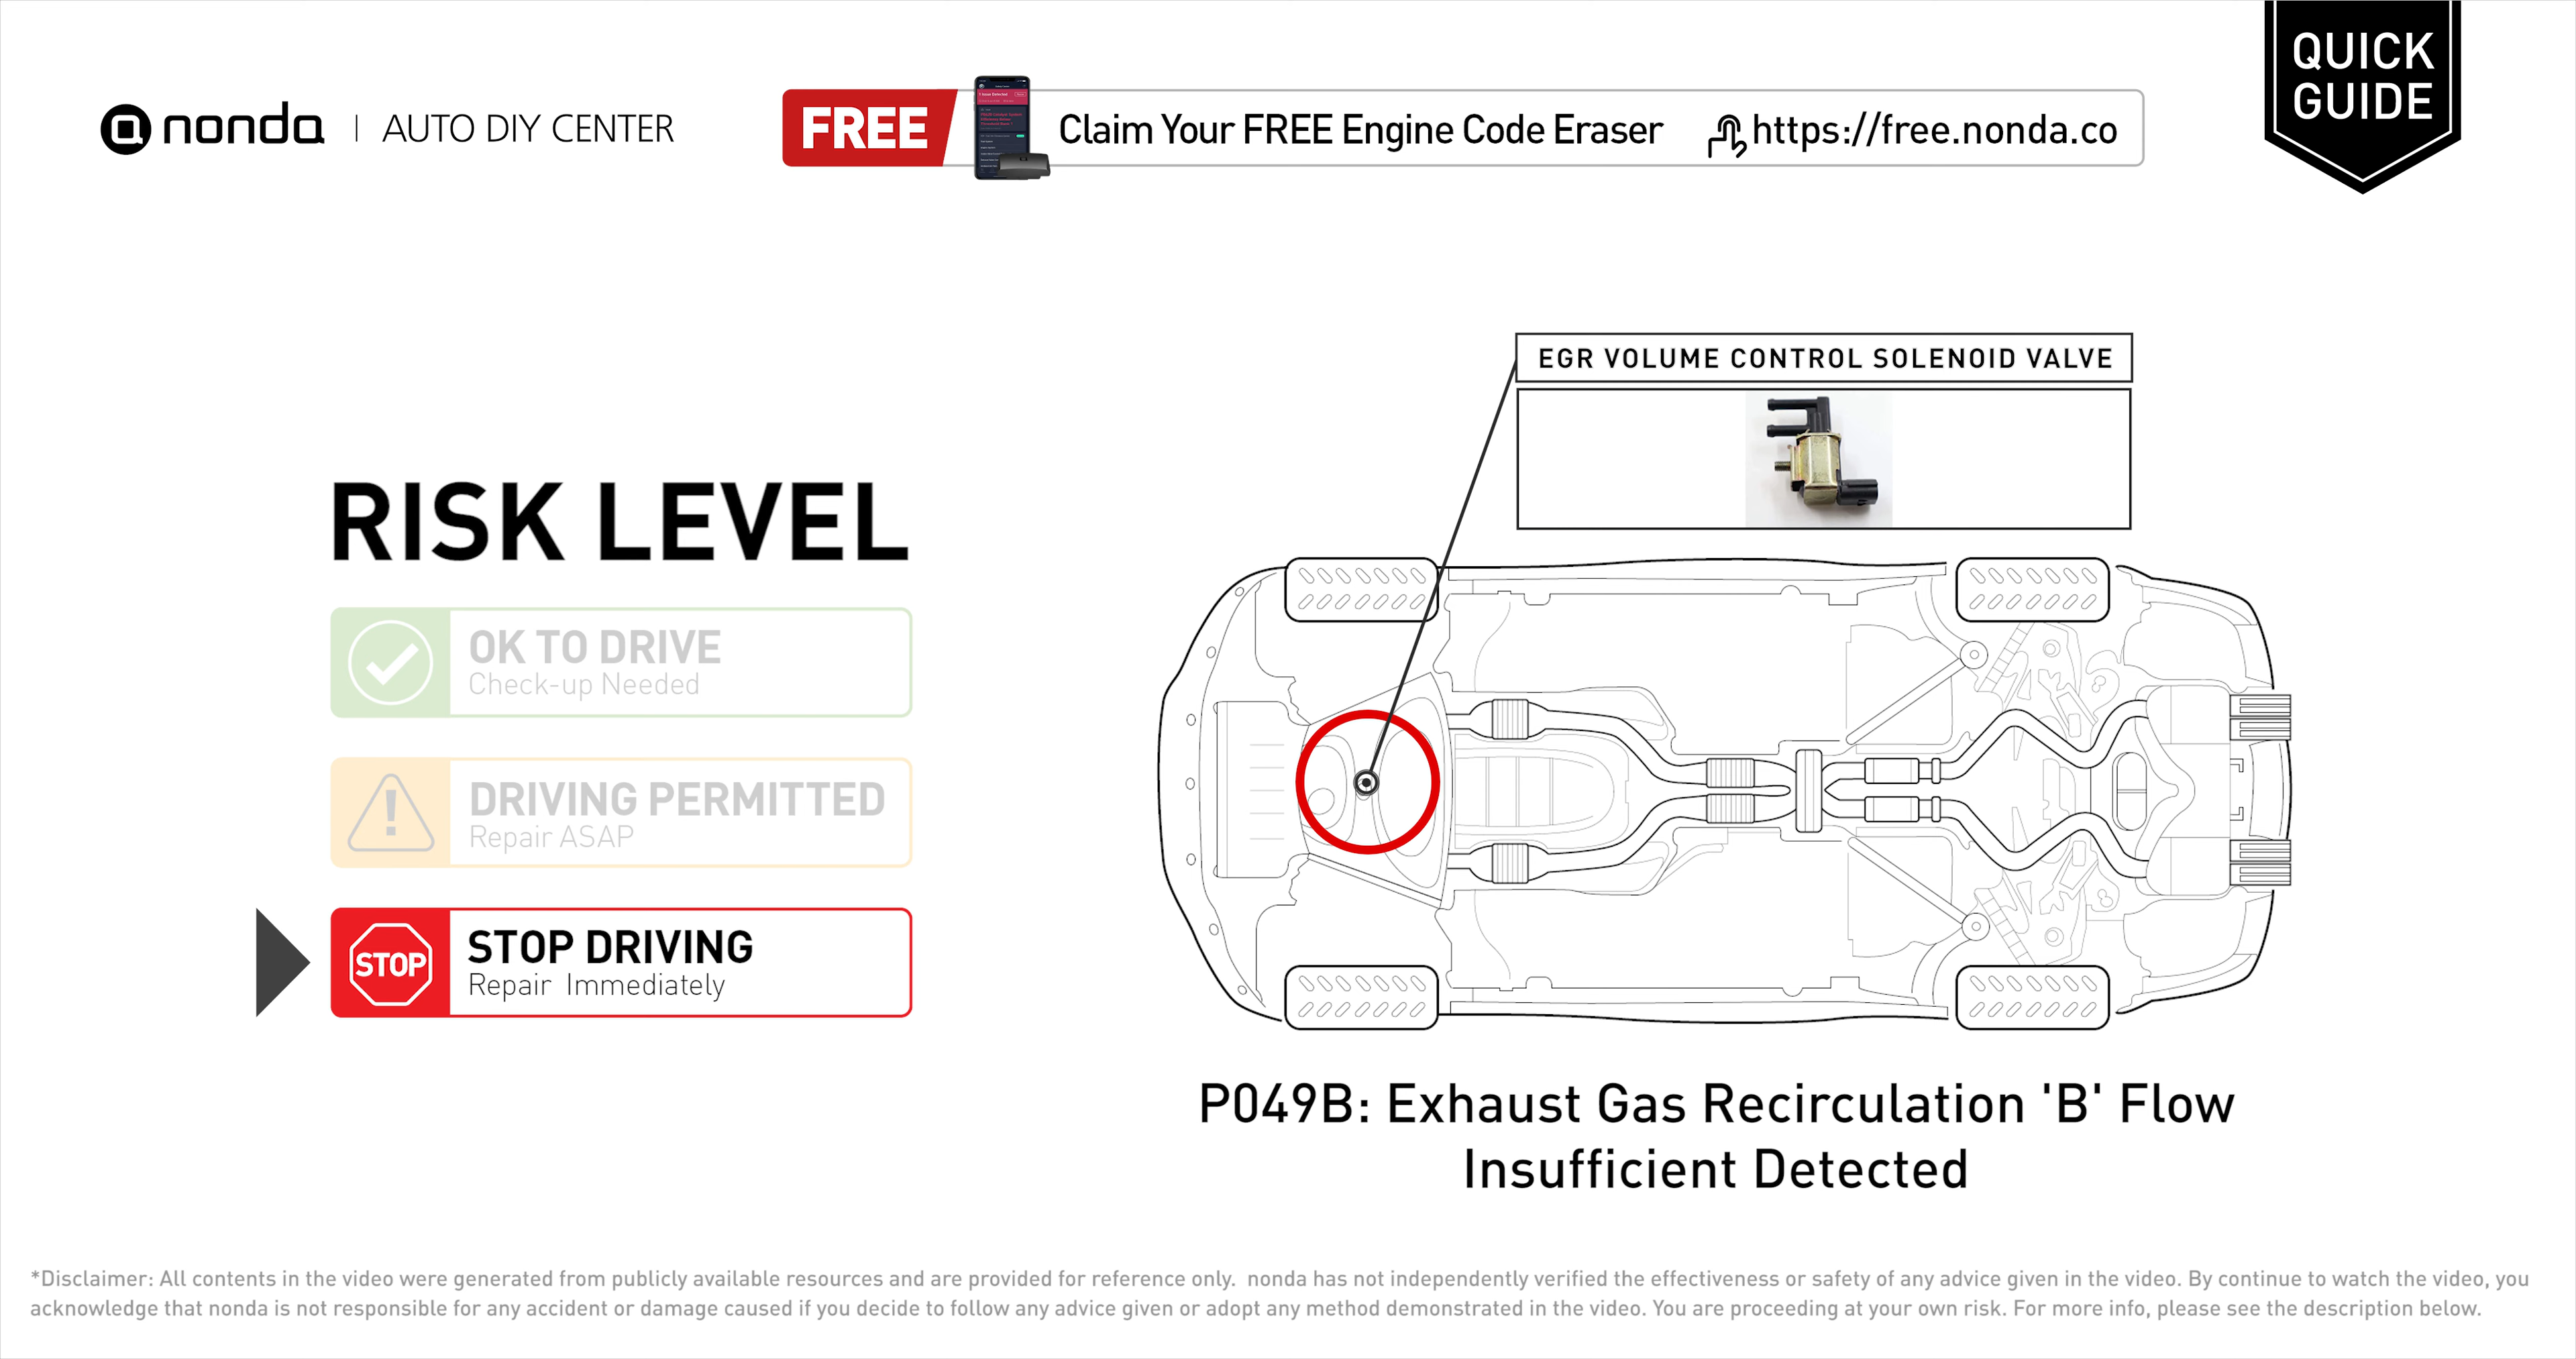 nonda | AUTO DIY CENTER
FREE
Claim Your FREE Engine Code Eraser
https://free.nonda.co
QUICK
GUIDE
EGR VOLUME CONTROL SOLENOID VALVE
RISK LEVEL
OK TO DRIVE
Check-up Needed
DRIVING PERMITTED
Repair ASAP
STOP
STOP DRIVING
Repair Immediately
P049B: Exhaust Gas Recirculation 'B' Flow
Insufficient Detected
*Disclaimer: All contents in the video were generated from publicly available resources and are provided for reference only. nonda has not independently verified the effectiveness or safety of any advice given in the video. By continue to watch the video, you
acknowledge that nonda is not responsible for any accident or damage caused if you decide to follow any advice given or adopt any method demonstrated in the video. You are proceeding at your own risk. For more info, please see the description below.